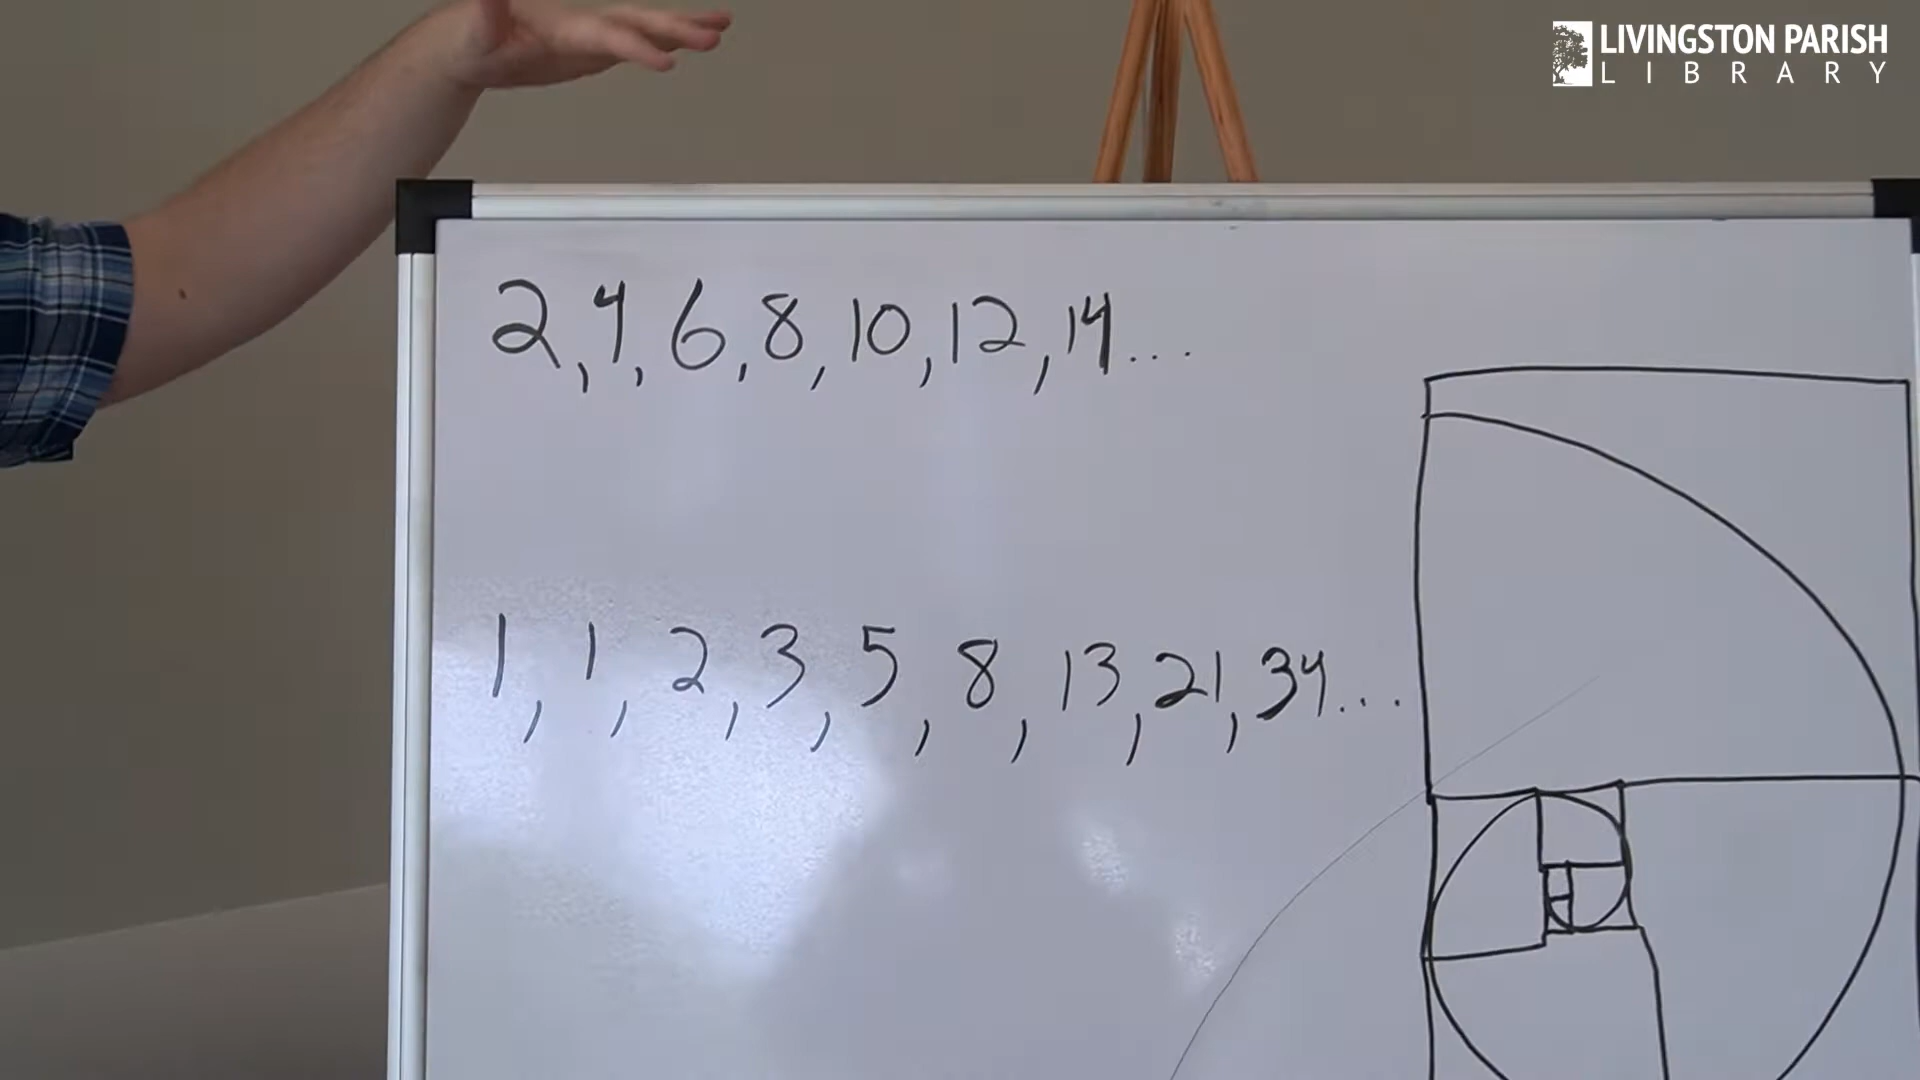 LIVINGSTON PARISH
LIBRARY
2, 4, 6, 8, 10, 12, 14...
1, 1, 2, 3, 5, 8, 13, 21, 34...